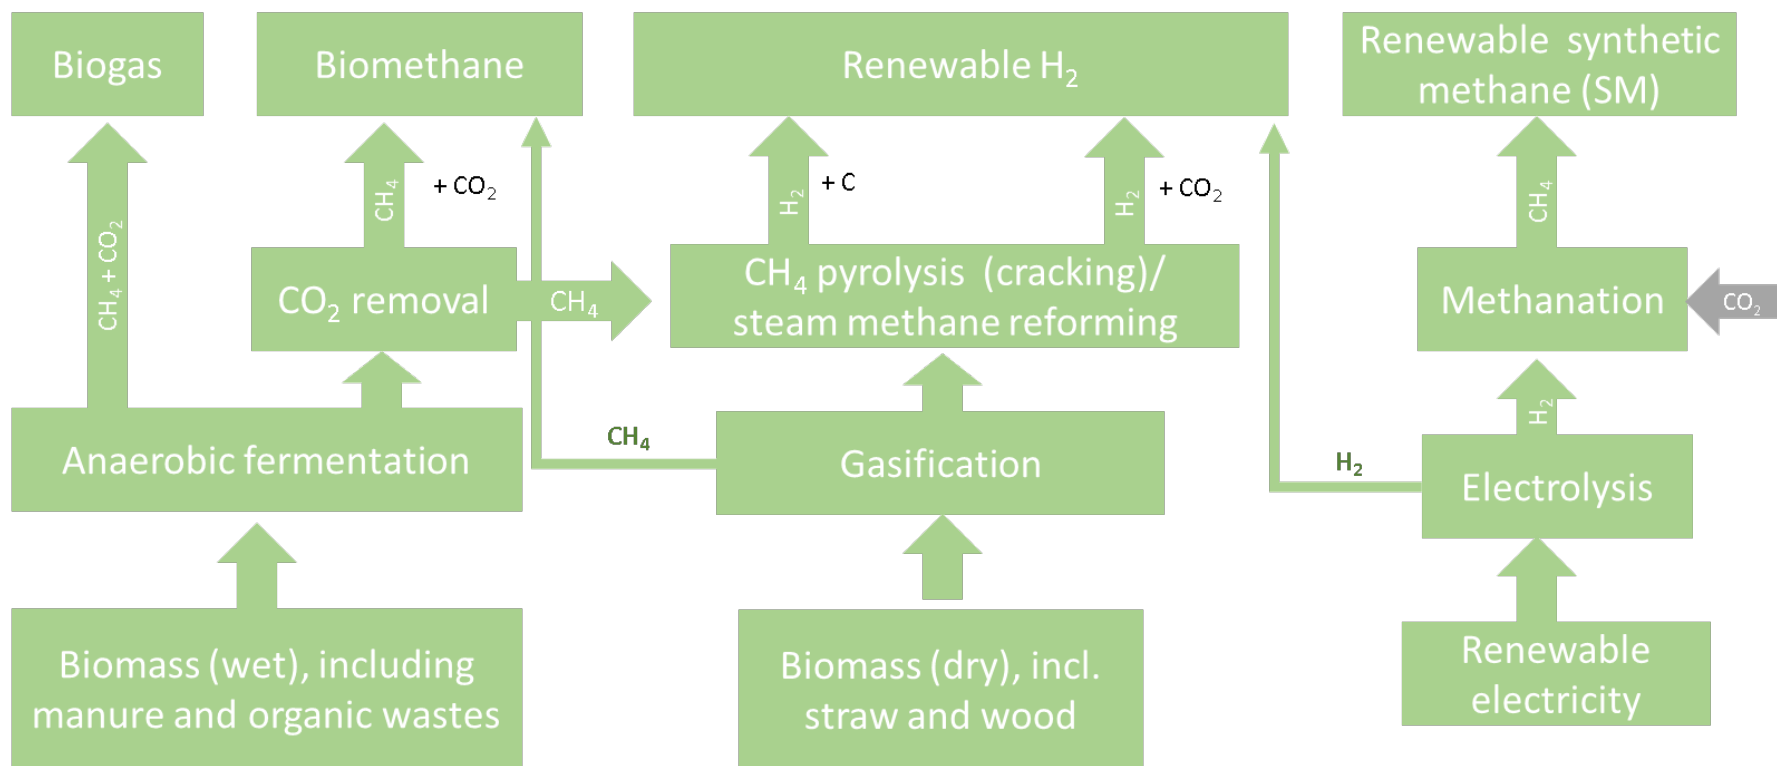 Biogas
Biomethane
Renewable H₂
Renewable synthetic
methane (SM)
CH₄ + CO₂
CH₄
+ CO₂
H₂
+ C
H₂
+ CO₂
CH₄
CO₂ removal
CH₄
CH₄ pyrolysis (cracking)/
steam methane reforming
Methanation
CO₂
Anaerobic fermentation
CH₄
Gasification
H₂
H₂
Electrolysis
Biomass (wet), including
manure and organic wastes
Biomass (dry), incl.
straw and wood
Renewable
electricity